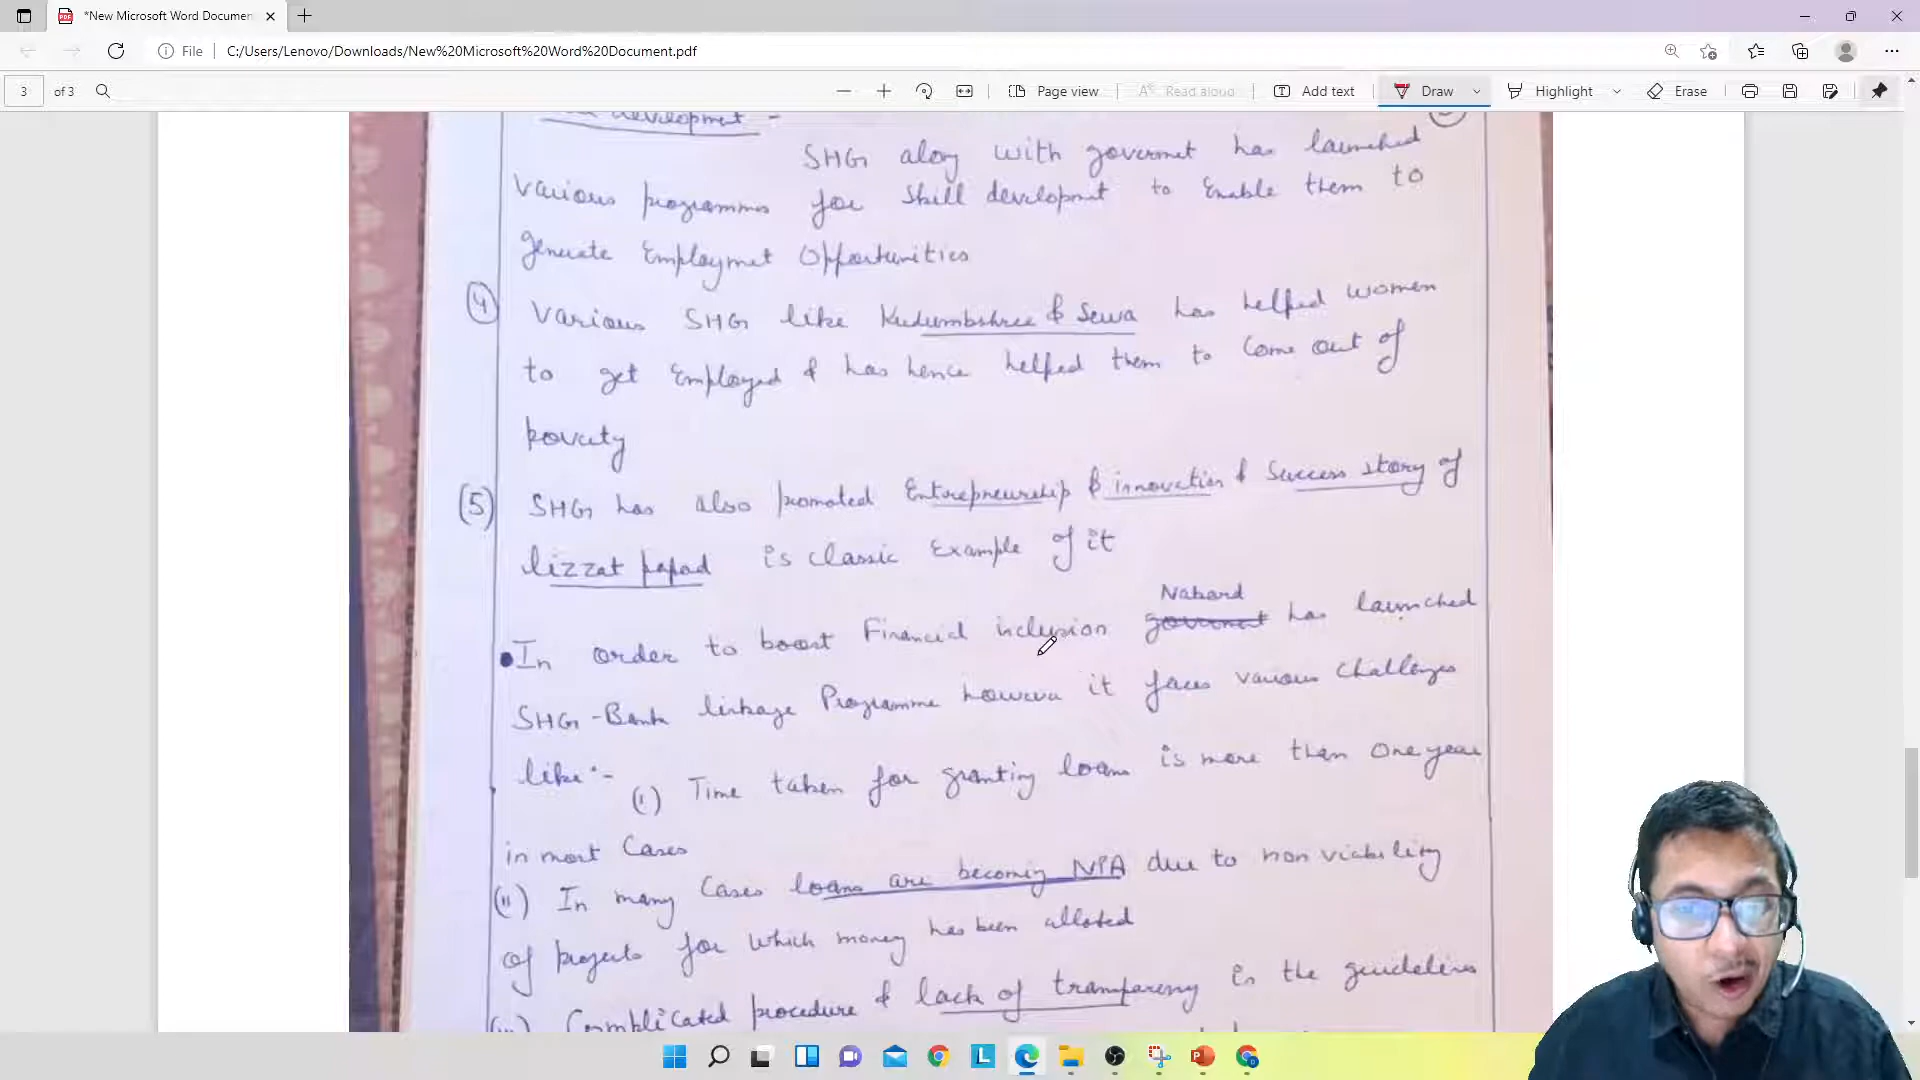 *New Microsoft Word Documen
File
C:/Users/Lenovo/Downloads/New%20Microsoft%20Word%20Document.pdf
3 of 3
Page view
Read aloud
Add text
Draw
Highlight
Erase
development -
SHG along with govermet has launched
various programmes for skill developmt to Enable them to
generate Employmet Opportunities
(4) Various SHG like Kudumbshree & Sewa has helped women
to get Employed & has hence helped them to Come out of
poverty
(5) SHG has also promoted Entrepreneurship & innovation & Success story of
lizzat papad is classic Example of it
Nabard
In order to boost Financial inclusion has launched
SHG-Bank linkage Programme however it faces various challenges
like :- (1) Time taken for granting loans is more than One year
in most Cases
(ii) In many Cases loans are becoming NPA due to non viability
of projects for which money has been alloted
(iii) Complicated procedure & lack of transparency in the guidelines